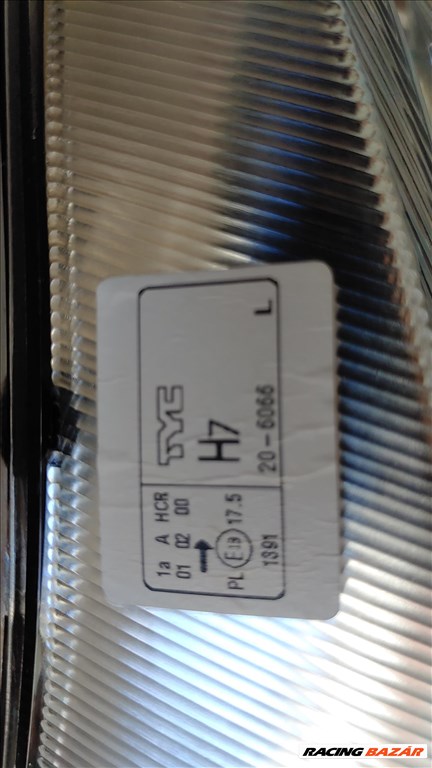 1a A HCR
01 02 00
PL E13 17.5
1391
TYC
H7
20-6066 L
RACING BAZÁR